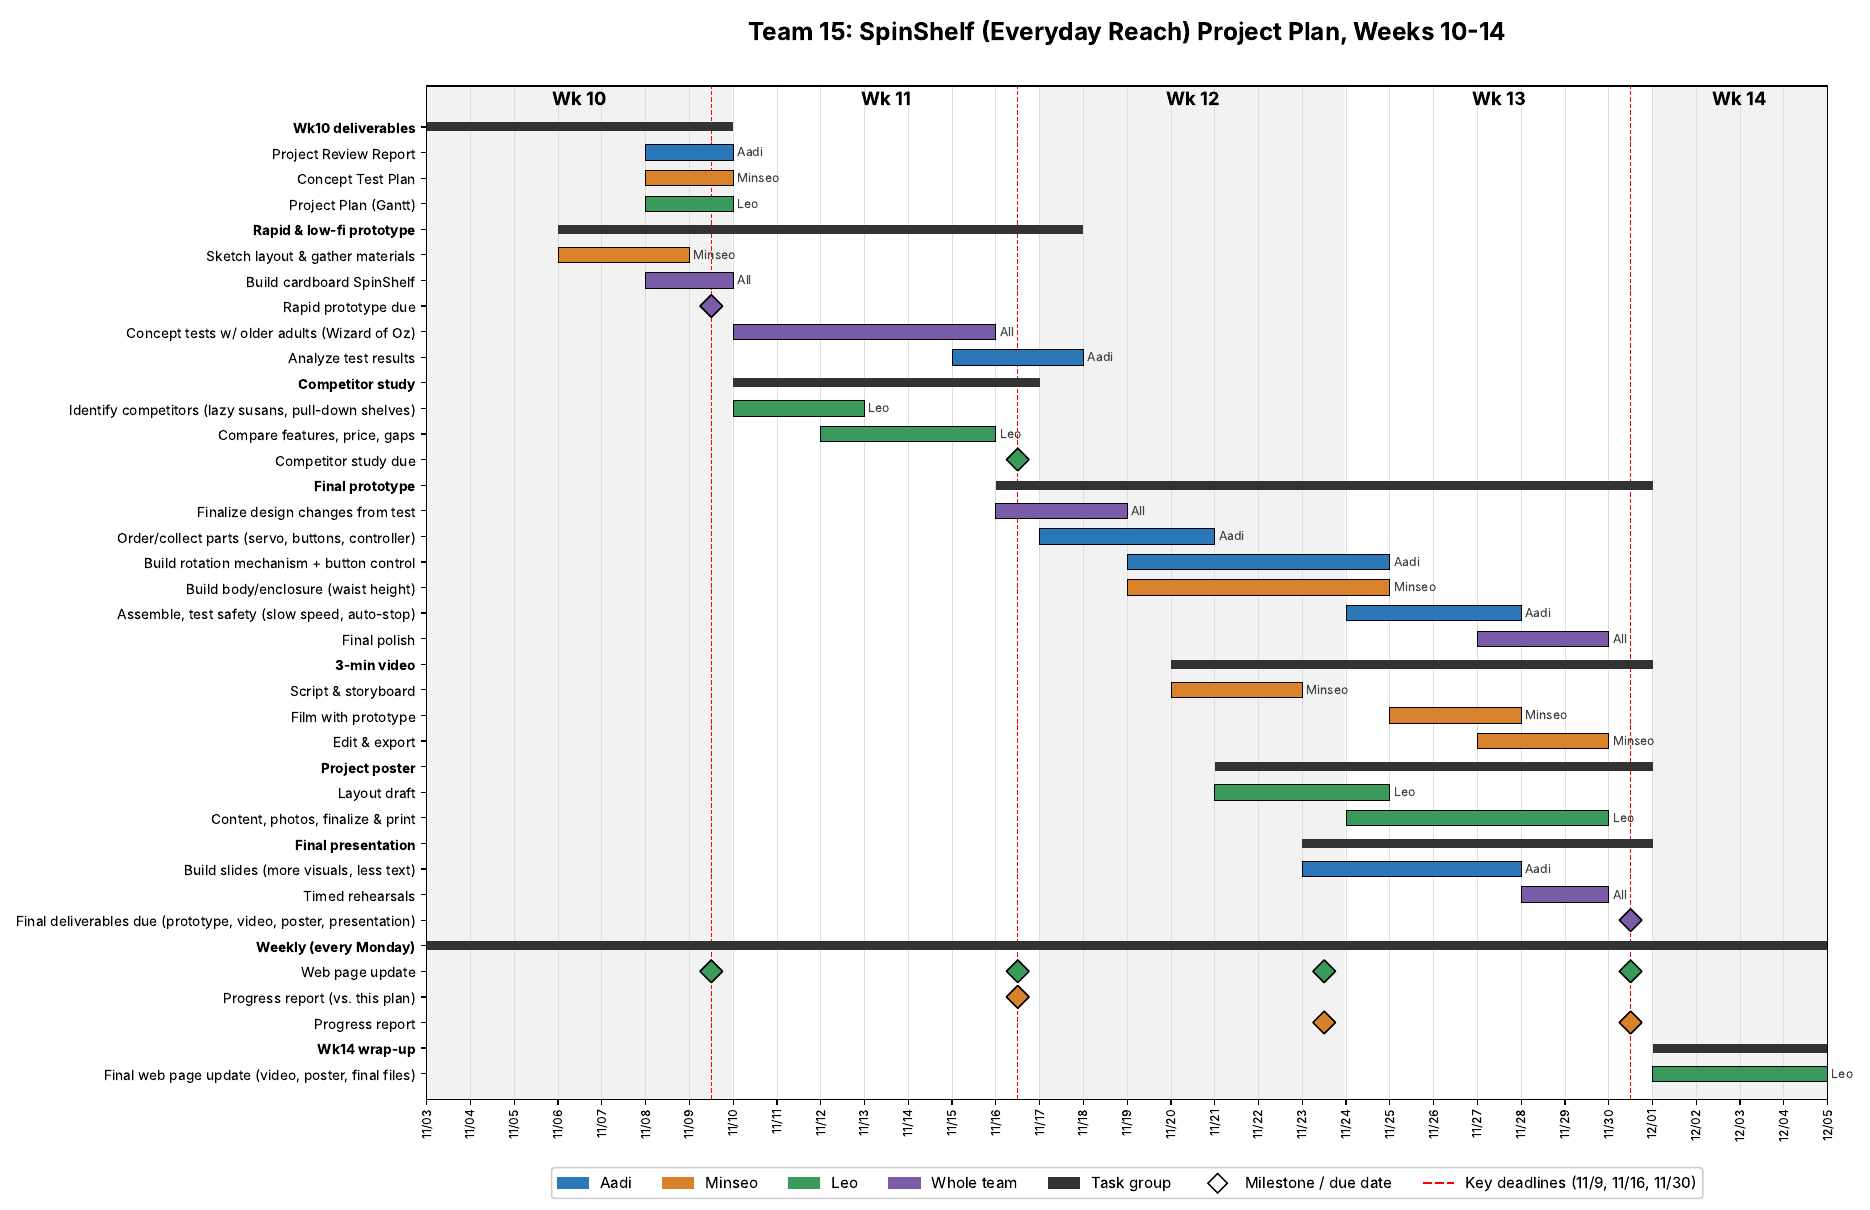 Team 15: SpinShelf (Everyday Reach) Project Plan, Weeks 10-14
Wk 10 Wk 11 Wk 12 Wk 13 Wk 14
Wk10 deliverables
Project Review Report Aadi
Concept Test Plan Minseo
Project Plan (Gantt) Leo
Rapid & low-fi prototype
Sketch layout & gather materials Minseo
Build cardboard SpinShelf All
Rapid prototype due
Concept tests w/ older adults (Wizard of Oz) All
Analyze test results Aadi
Competitor study
Identify competitors (lazy susans, pull-down shelves) Leo
Compare features, price, gaps Leo
Competitor study due
Final prototype
Finalize design changes from test All
Order/collect parts (servo, buttons, controller) Aadi
Build rotation mechanism + button control Aadi
Build body/enclosure (waist height) Minseo
Assemble, test safety (slow speed, auto-stop) Aadi
Final polish All
3-min video
Script & storyboard Minseo
Film with prototype Minseo
Edit & export Minseo
Project poster
Layout draft Leo
Content, photos, finalize & print Leo
Final presentation
Build slides (more visuals, less text) Aadi
Timed rehearsals All
Final deliverables due (prototype, video, poster, presentation)
Weekly (every Monday)
Web page update
Progress report (vs. this plan)
Progress report
Wk14 wrap-up
Final web page update (video, poster, final files) Leo
11/03 11/04 11/05 11/06 11/07 11/08 11/09 11/10 11/11 11/12 11/13 11/14 11/15 11/16 11/17 11/18 11/19 11/20 11/21 11/22 11/23 11/24 11/25 11/26 11/27 11/28 11/29 11/30 12/01 12/02 12/03 12/04 12/05
Aadi Minseo Leo Whole team Task group Milestone / due date Key deadlines (11/9, 11/16, 11/30)